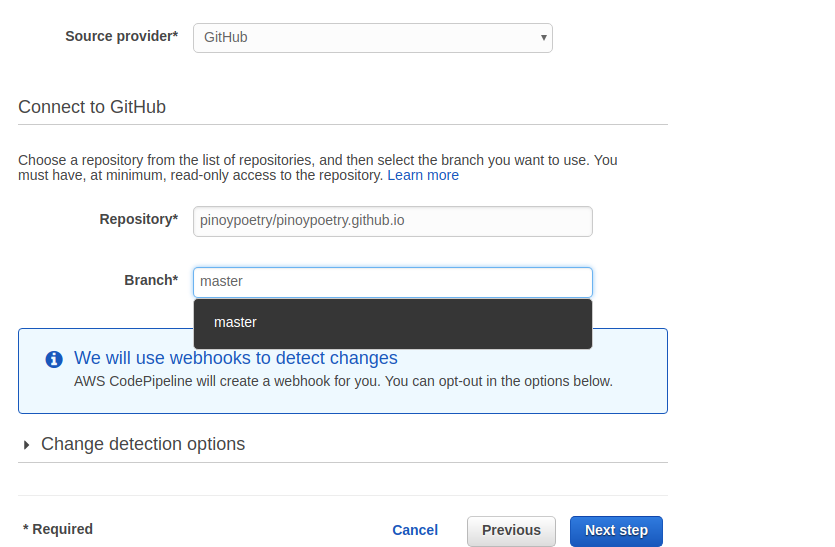 Source provider* GitHub
Connect to GitHub
Choose a repository from the list of repositories, and then select the branch you want to use. You
must have, at minimum, read-only access to the repository. Learn more
Repository* pinoypoetry/pinoypoetry.github.io
Branch* master
master
We will use webhooks to detect changes
AWS CodePipeline will create a webhook for you. You can opt-out in the options below.
Change detection options
* Required Cancel Previous Next step